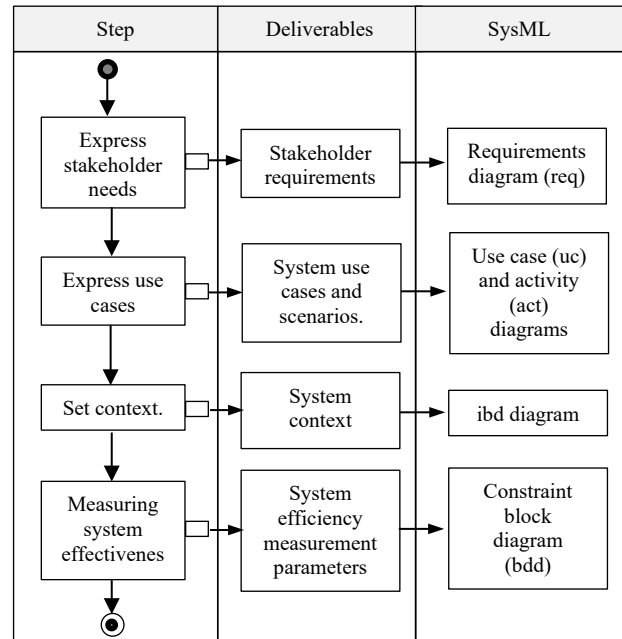 Step
Deliverables
SysML
Express
stakeholder
needs
Stakeholder
requirements
Requirements
diagram (req)
Express use
cases
System use
cases and
scenarios.
Use case (uc)
and activity
(act)
diagrams
Set context.
System
context
ibd diagram
Measuring
system
effectivenes
System
efficiency
measurement
parameters
Constraint
block
diagram
(bdd)